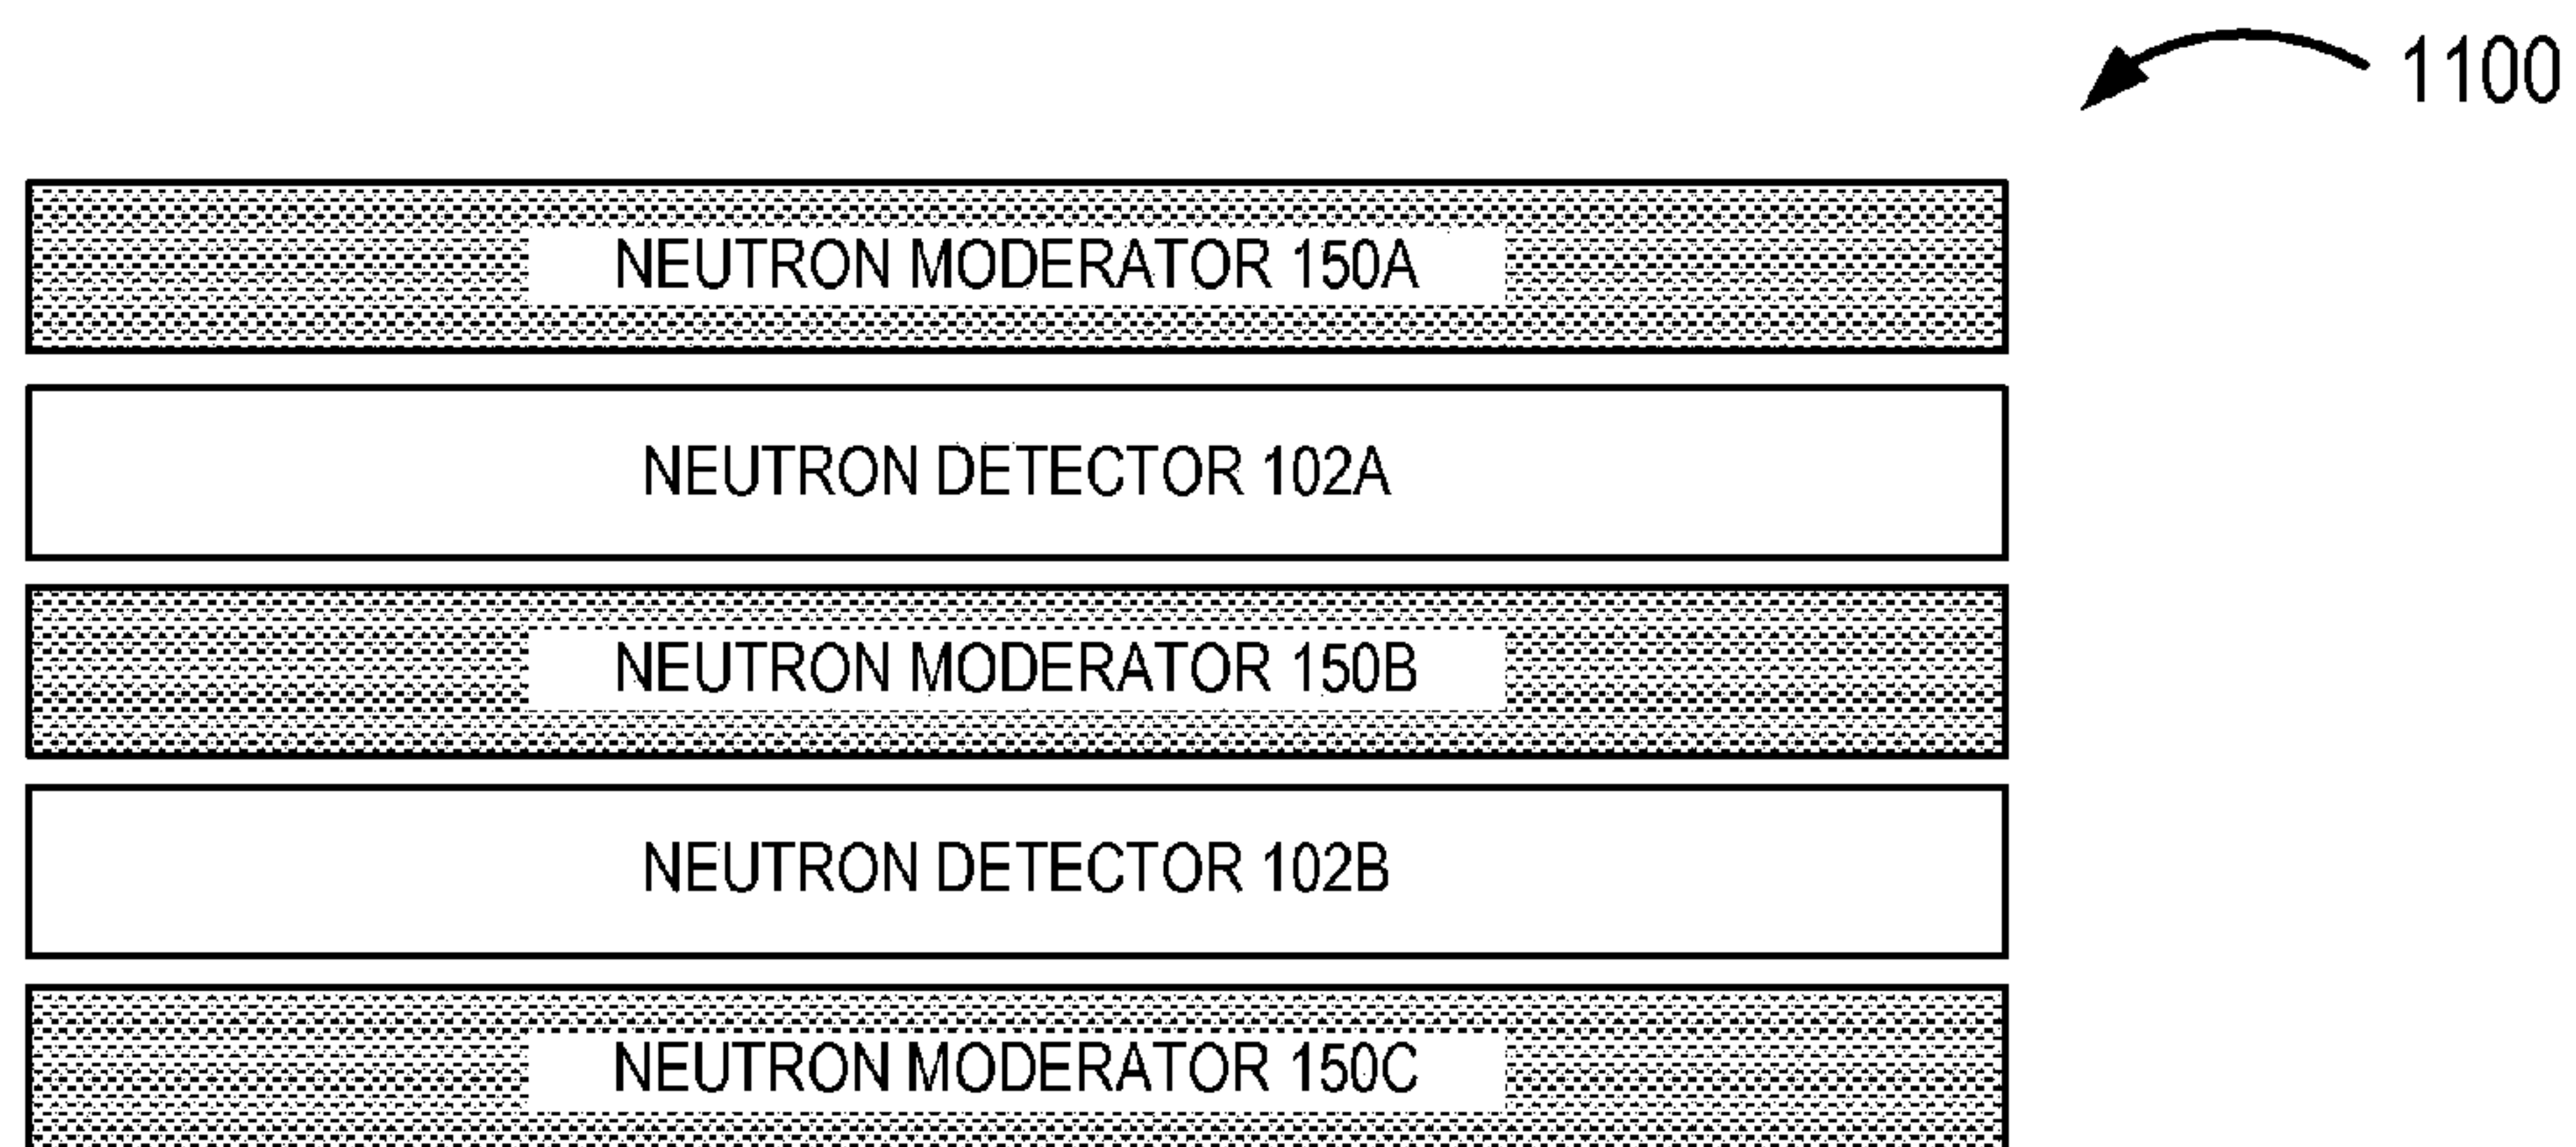 1100
NEUTRON MODERATOR 150A
NEUTRON DETECTOR 102A
NEUTRON MODERATOR 150B
NEUTRON DETECTOR 102B
NEUTRON MODERATOR 150C